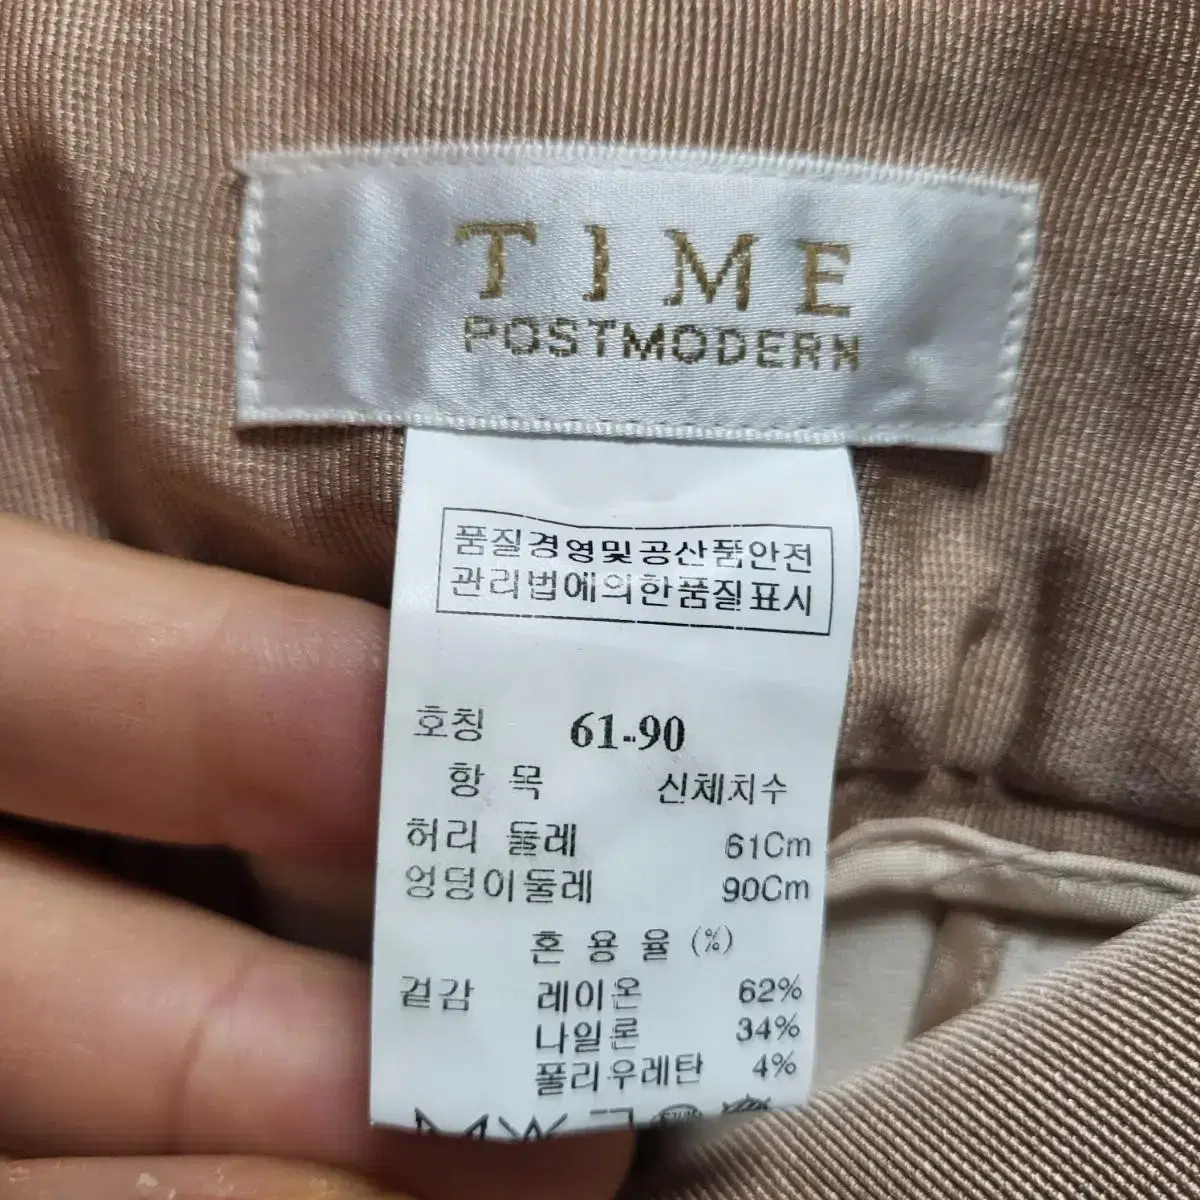 TIME
POSTMODERN
품질경영및공산품안전
관리법에의한품질표시
호칭 61-90
항 목 신체치수
허리 둘레 61Cm
엉덩이둘레 90Cm
혼 용 율 (%)
겉감 레이온 62%
나일론 34%
폴리우레탄 4%